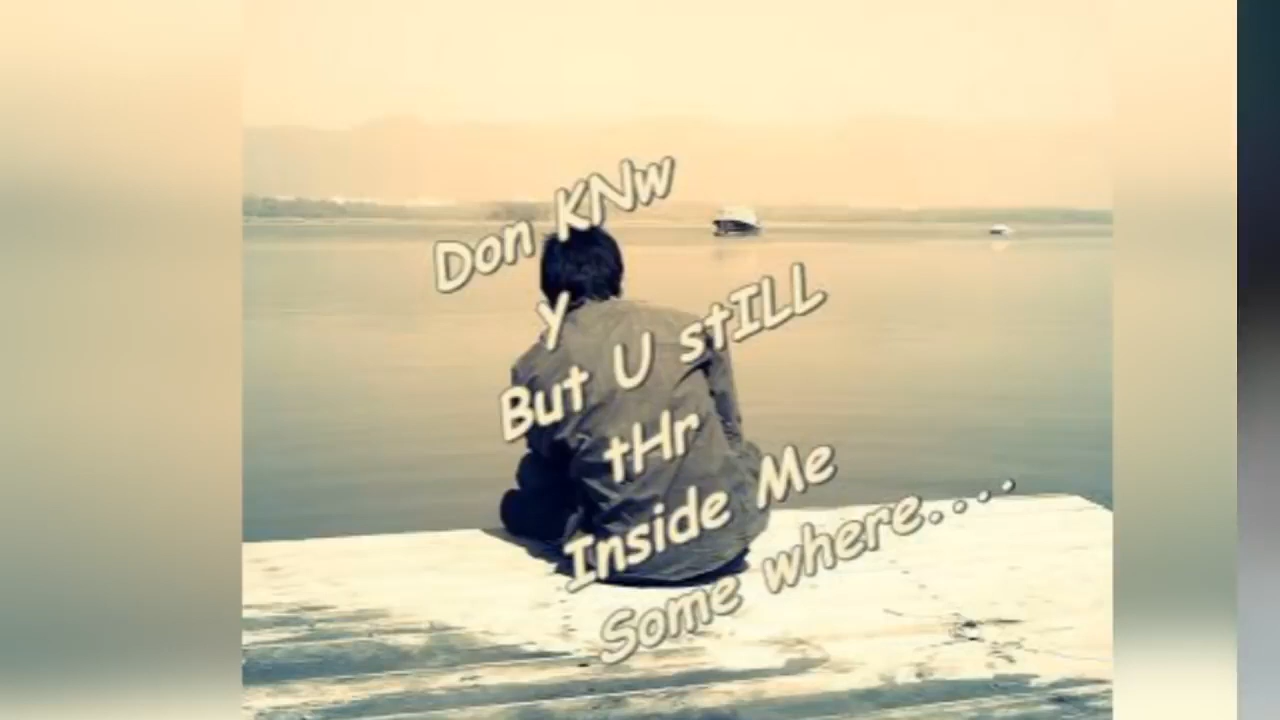 Don KNw
y
But U stILL
tHr
Inside Me
Some where....